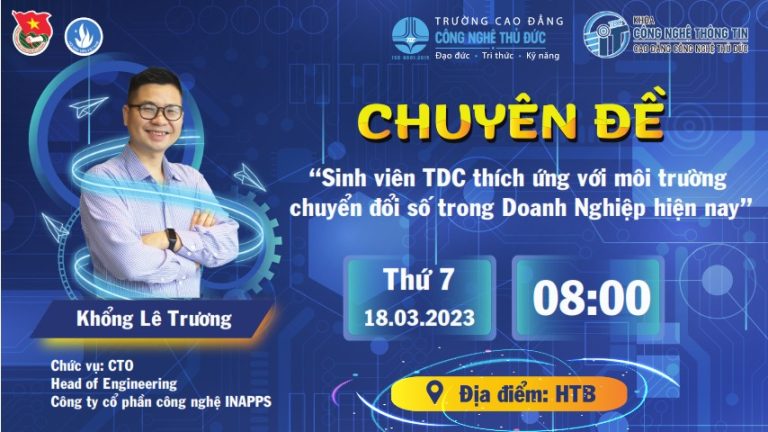 TRƯỜNG CAO ĐẲNG
CÔNG NGHỆ THỦ ĐỨC
Đạo đức - Tri thức - Kỹ năng
TDC
ISO 9001:2015
KHOA
CÔNG NGHỆ THÔNG TIN
CAO ĐẲNG CÔNG NGHỆ THỦ ĐỨC
CHUYÊN ĐỀ
“Sinh viên TDC thích ứng với môi trường
chuyển đổi số trong Doanh Nghiệp hiện nay”
Thứ 7
18.03.2023
08:00
Địa điểm: HTB
Khổng Lê Trương
Chức vụ: CTO
Head of Engineering
Công ty cổ phần công nghệ INAPPS